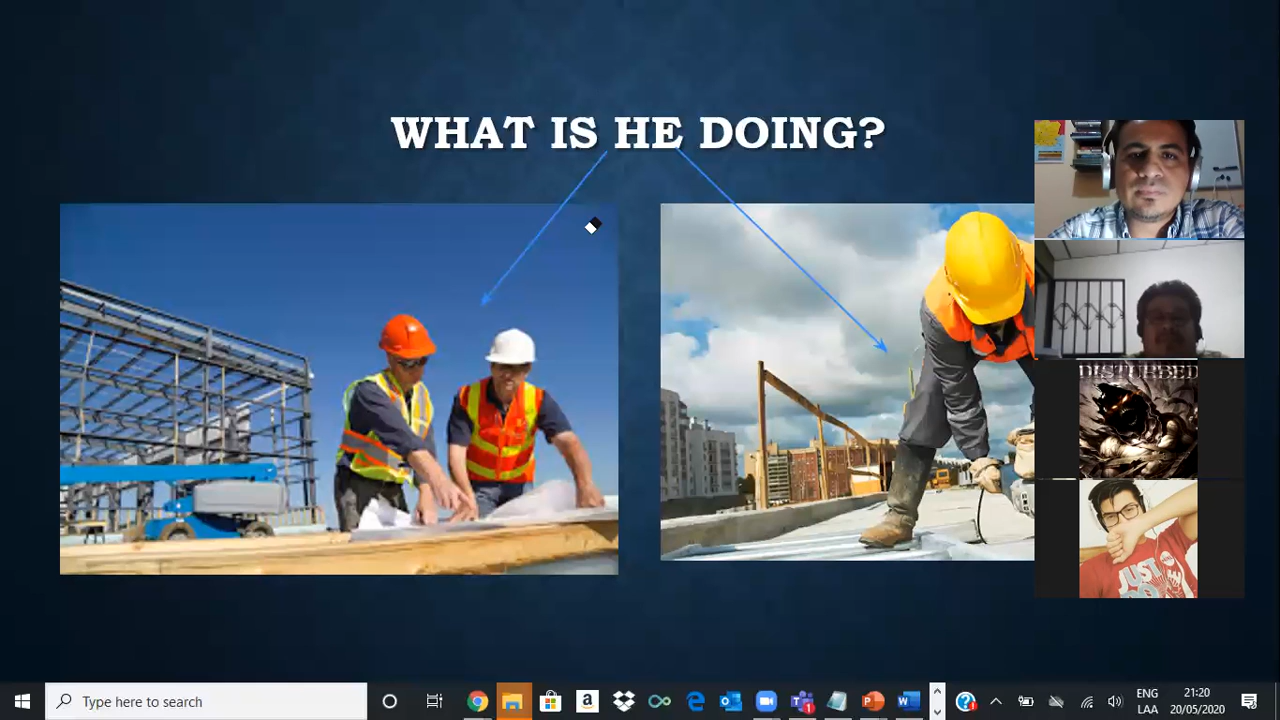 WHAT IS HE DOING?
DISTURBED
JUST
Type here to search
ENG
LAA
21:20
20/05/2020